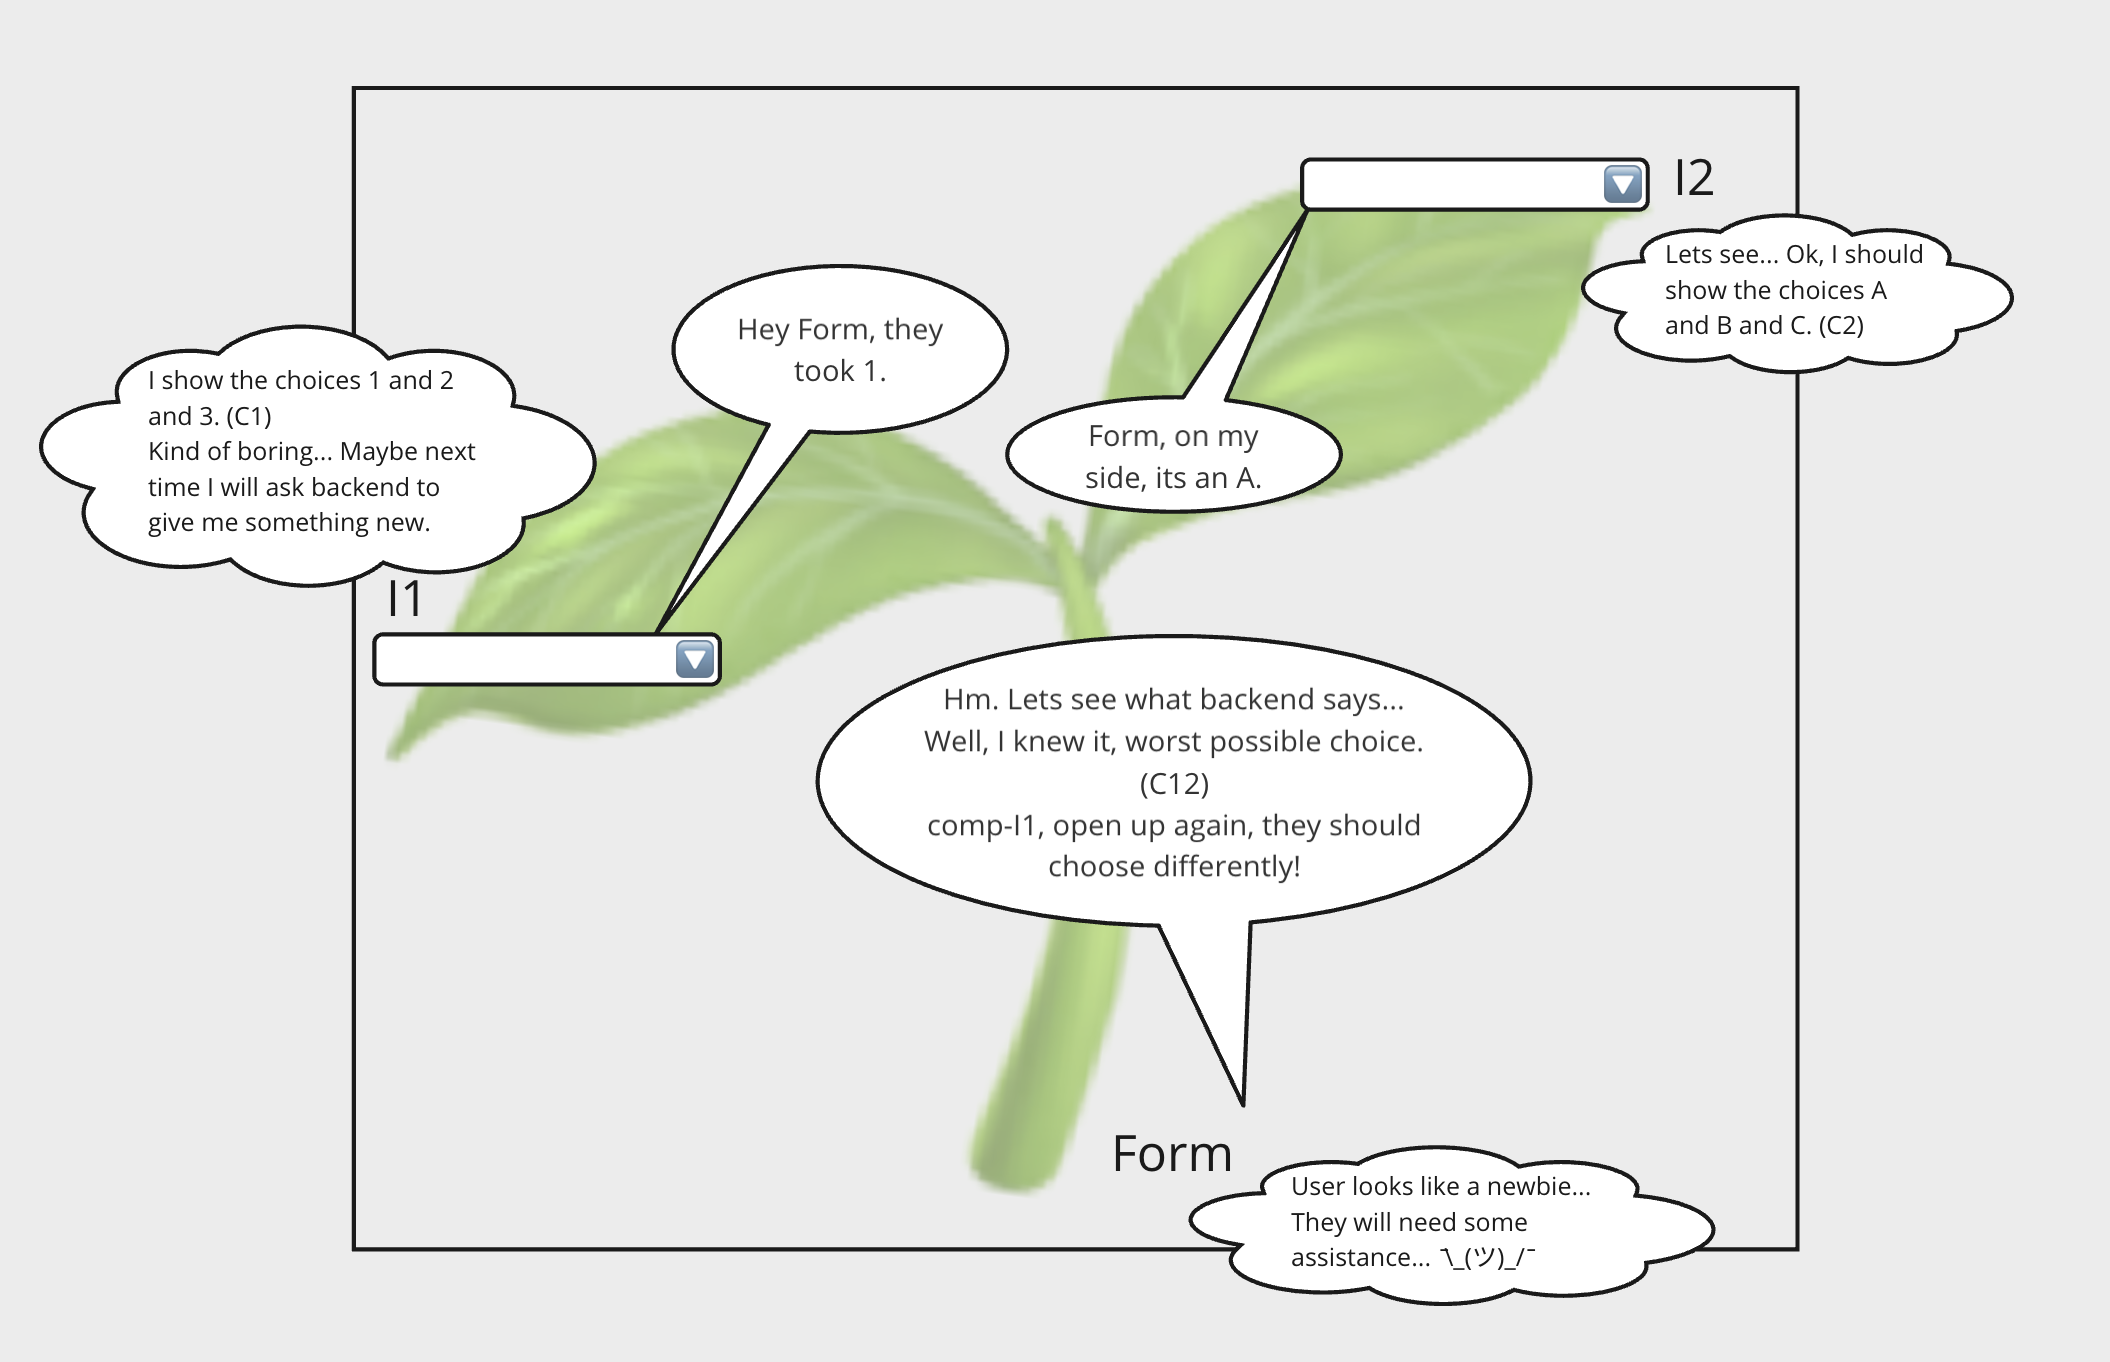 I2
Lets see... Ok, I should
show the choices A
and B and C. (C2)
Hey Form, they
took 1.
I show the choices 1 and 2
and 3. (C1)
Kind of boring... Maybe next
time I will ask backend to
give me something new.
Form, on my
side, its an A.
I1
Hm. Lets see what backend says...
Well, I knew it, worst possible choice.
(C12)
comp-I1, open up again, they should
choose differently!
Form
User looks like a newbie...
They will need some
assistance... ¯\_(ツ)_/¯